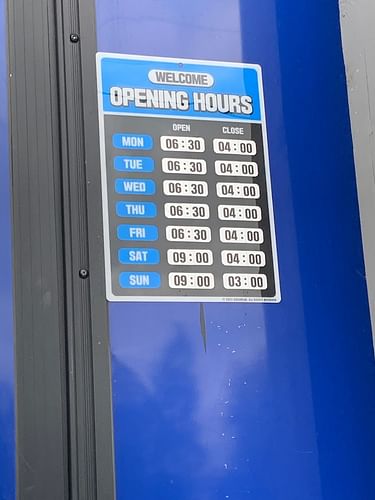 WELCOME
OPENING HOURS
OPEN CLOSE
MON 06:30 04:00
TUE 06:30 04:00
WED 06:30 04:00
THU 06:30 04:00
FRI 06:30 04:00
SAT 09:00 04:00
SUN 09:00 03:00